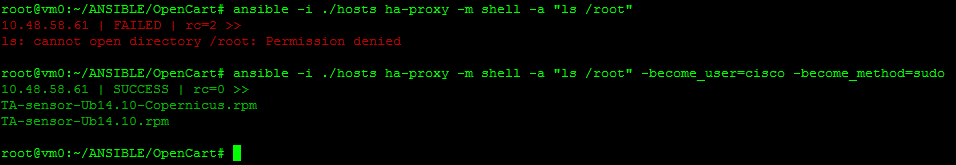 root@vm0:~/ANSIBLE/OpenCart# ansible -i ./hosts ha-proxy -m shell -a "ls /root"
10.48.58.61 | FAILED | rc=2 >>
ls: cannot open directory /root: Permission denied
root@vm0:~/ANSIBLE/OpenCart# ansible -i ./hosts ha-proxy -m shell -a "ls /root" -become_user=cisco -become_method=sudo
10.48.58.61 | SUCCESS | rc=0 >>
TA-sensor-Ub14.10-Copernicus.rpm
TA-sensor-Ub14.10.rpm
root@vm0:~/ANSIBLE/OpenCart#